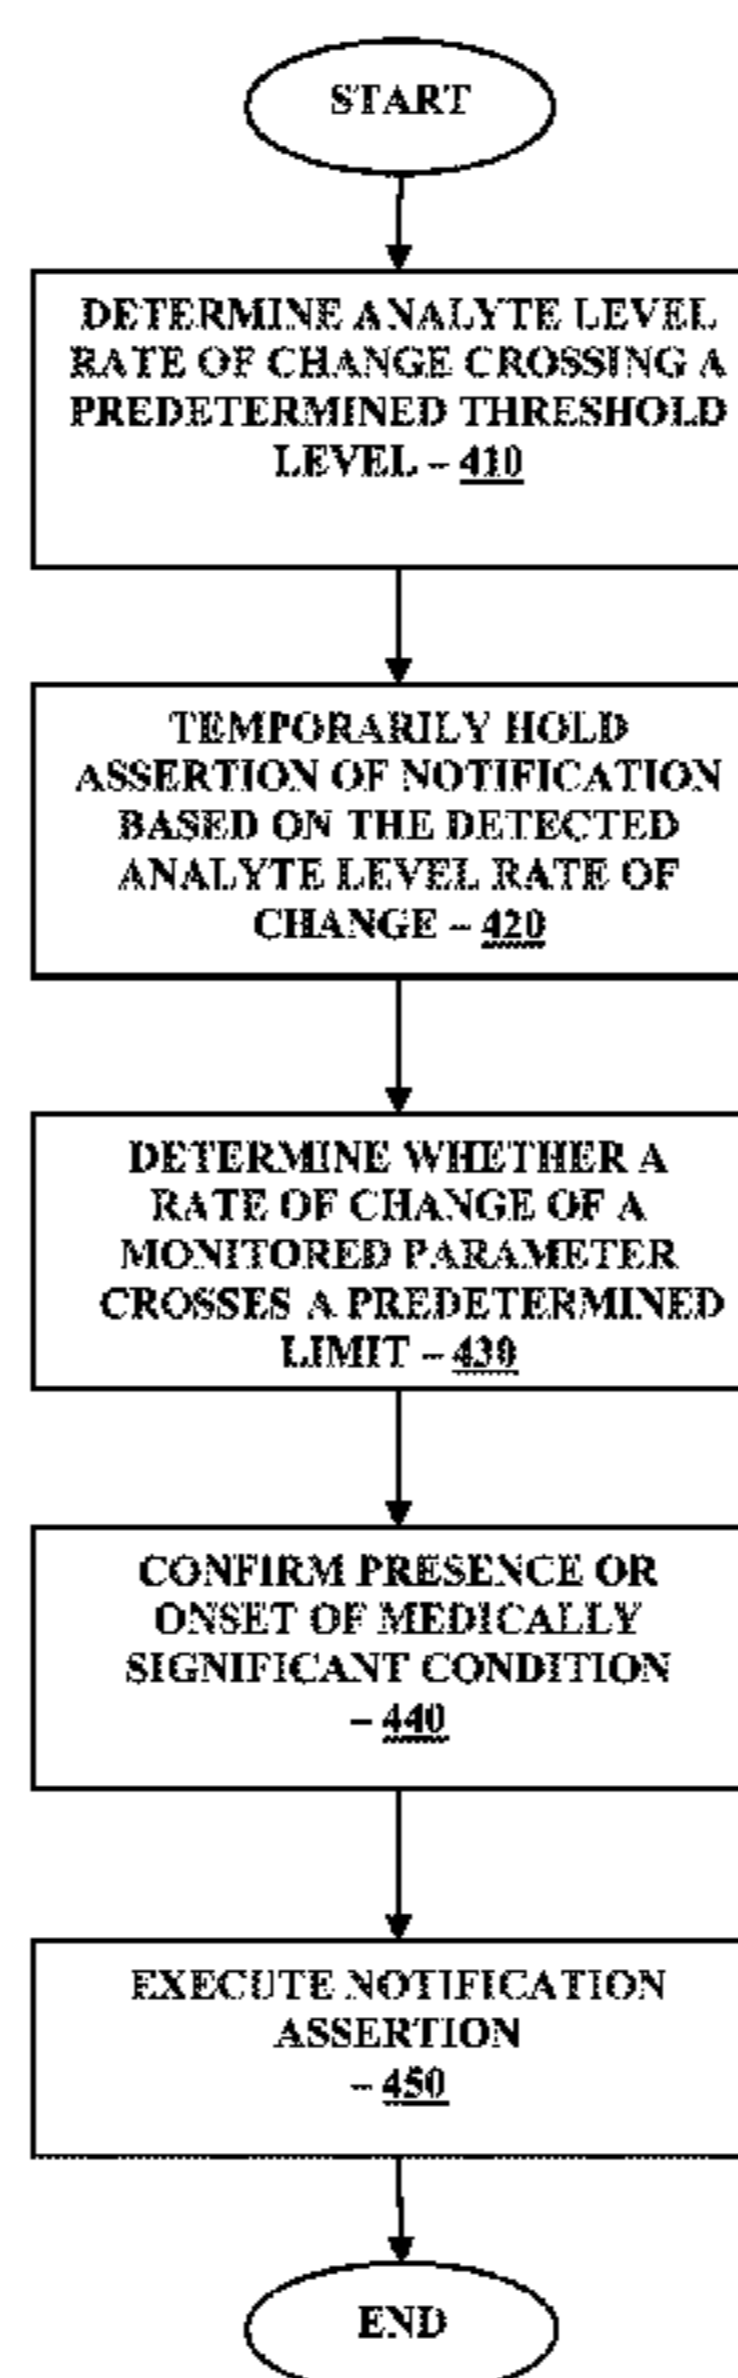 START
DETERMINE ANALYTE LEVEL
RATE OF CHANGE CROSSING A
PREDETERMINED THRESHOLD
LEVEL – 410
TEMPORARILY HOLD
ASSERTION OF NOTIFICATION
BASED ON THE DETECTED
ANALYTE LEVEL RATE OF
CHANGE – 420
DETERMINE WHETHER A
RATE OF CHANGE OF A
MONITORED PARAMETER
CROSSES A PREDETERMINED
LIMIT – 430
CONFIRM PRESENCE OR
ONSET OF MEDICALLY
SIGNIFICANT CONDITION
– 440
EXECUTE NOTIFICATION
ASSERTION
– 450
END